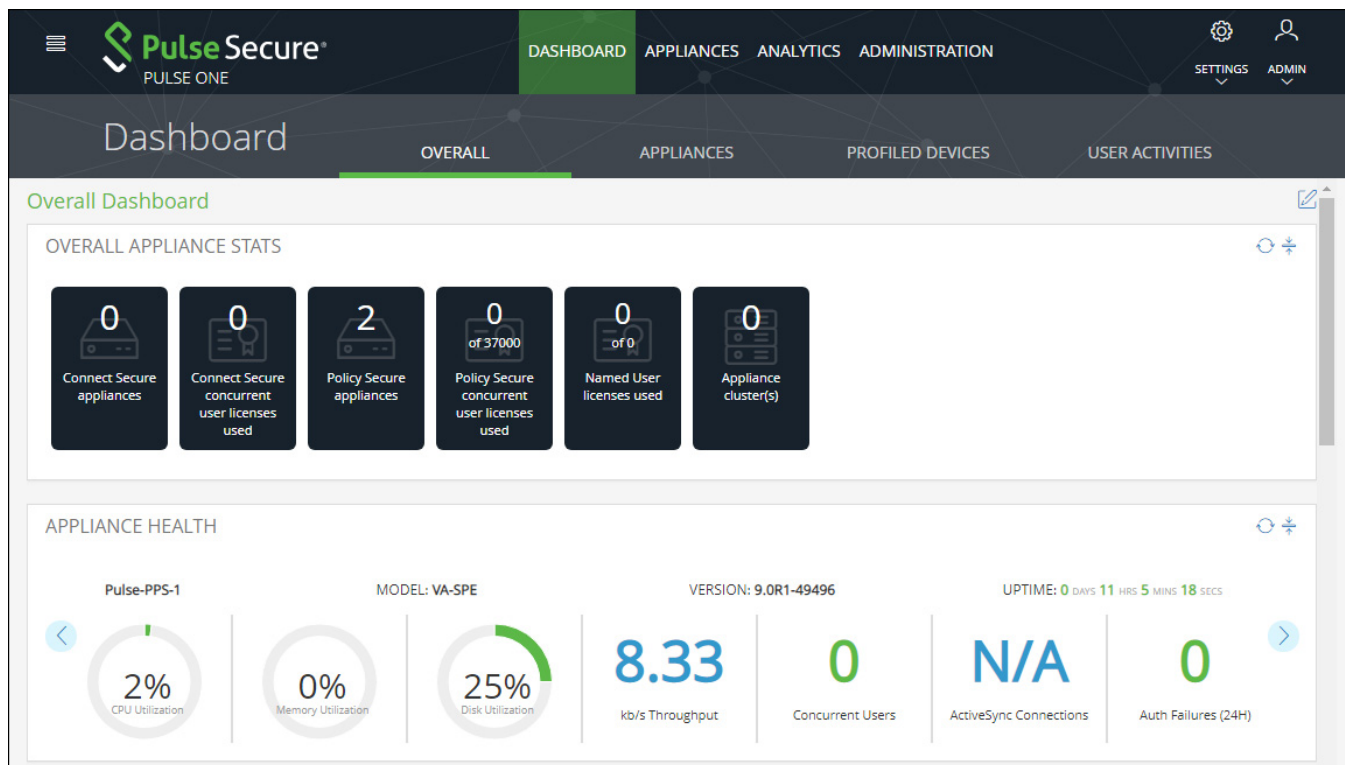 Pulse Secure®
PULSE ONE
DASHBOARD APPLIANCES ANALYTICS ADMINISTRATION
SETTINGS ADMIN
Dashboard
OVERALL APPLIANCES PROFILED DEVICES USER ACTIVITIES
Overall Dashboard
OVERALL APPLIANCE STATS
0
Connect Secure
appliances
0
Connect Secure
concurrent
user licenses
used
2
Policy Secure
appliances
0
of 37000
Policy Secure
concurrent
user licenses
used
0
of 0
Named User
licenses used
0
Appliance
cluster(s)
APPLIANCE HEALTH
Pulse-PPS-1 MODEL: VA-SPE VERSION: 9.0R1-49496 UPTIME: 0 DAYS 11 HRS 5 MINS 18 SECS
2%
CPU Utilization
0%
Memory Utilization
25%
Disk Utilization
8.33
kb/s Throughput
0
Concurrent Users
N/A
ActiveSync Connections
0
Auth Failures (24H)